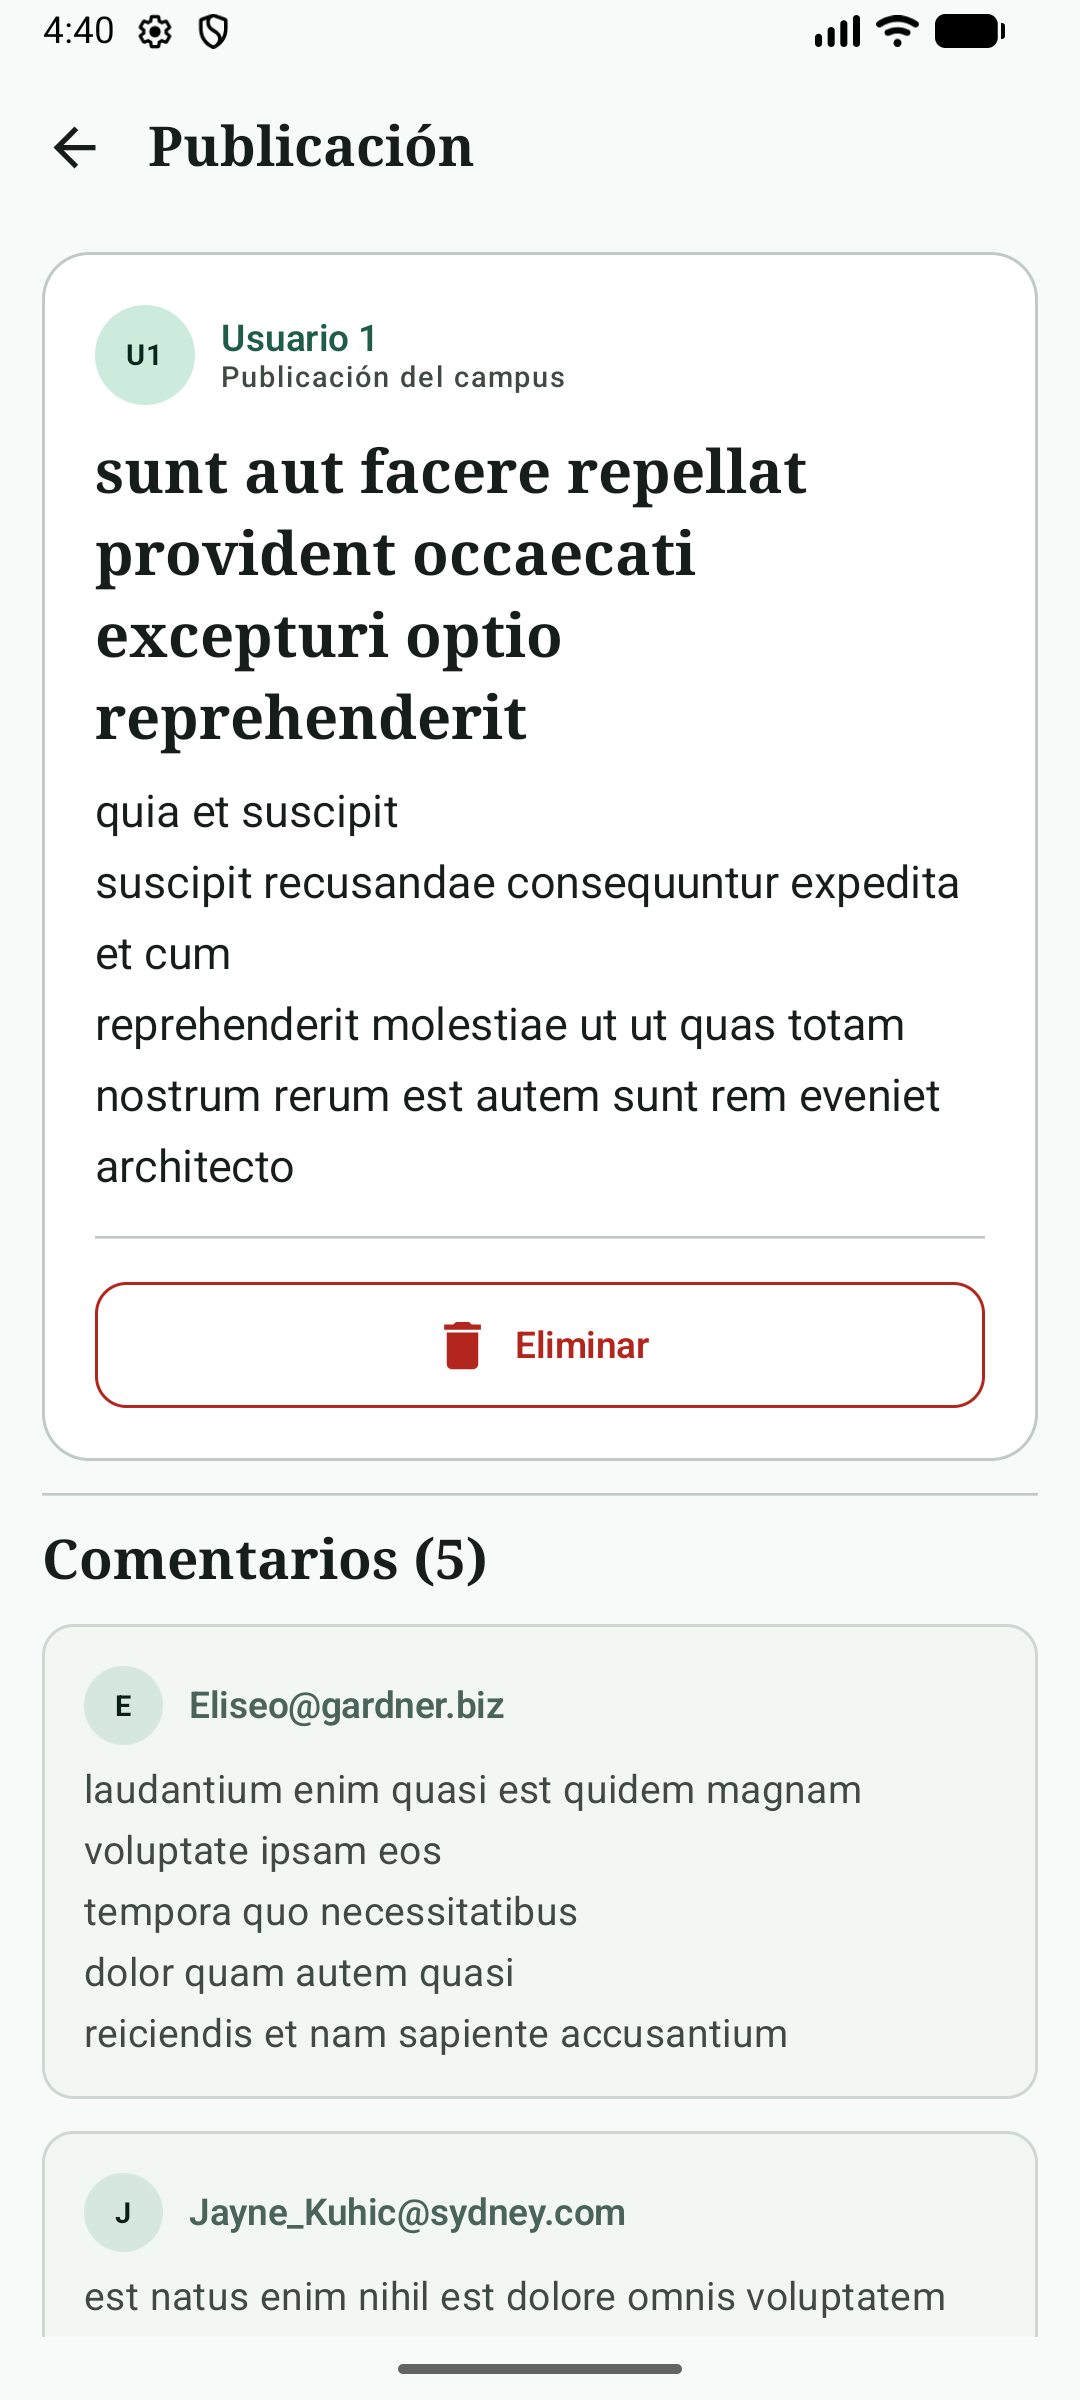 4:40
Publicación
U1
Usuario 1
Publicación del campus
sunt aut facere repellat
provident occaecati
excepturi optio
reprehenderit
quia et suscipit
suscipit recusandae consequuntur expedita
et cum
reprehenderit molestiae ut ut quas totam
nostrum rerum est autem sunt rem eveniet
architecto
Eliminar
Comentarios (5)
E
Eliseo@gardner.biz
laudantium enim quasi est quidem magnam
voluptate ipsam eos
tempora quo necessitatibus
dolor quam autem quasi
reiciendis et nam sapiente accusantium
J
Jayne_Kuhic@sydney.com
est natus enim nihil est dolore omnis voluptatem